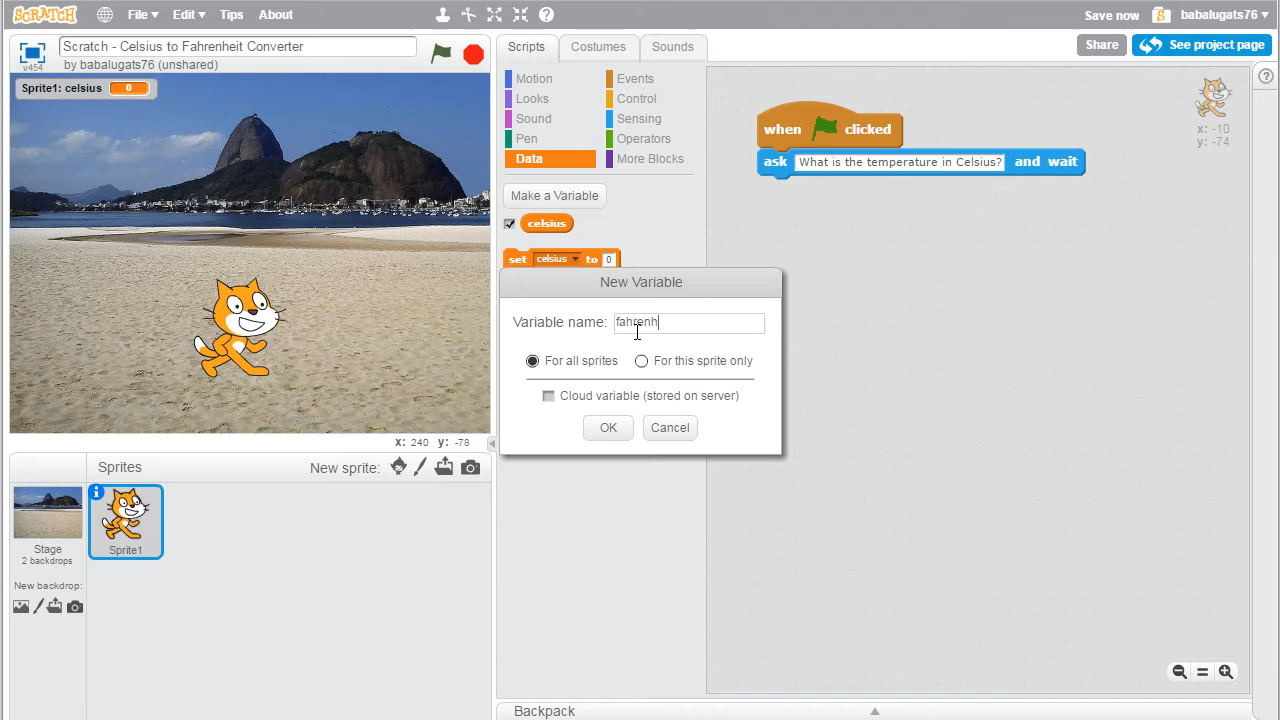 SCRATCH File Edit Tips About Save now babalugats76
v454 Scratch - Celsius to Fahrenheit Converter
by babalugats76 (unshared)
Scripts Costumes Sounds Share See project page
Sprite1: celsius 0
Motion Events
Looks Control
Sound Sensing
Pen Operators
Data More Blocks
Make a Variable
celsius
set celsius to 0
New Variable
Variable name: fahrenh
For all sprites For this sprite only
Cloud variable (stored on server)
OK Cancel
when clicked
ask What is the temperature in Celsius? and wait
x: -10
y: -74
x: 240 y: -78
Sprites New sprite:
Stage
2 backdrops
New backdrop:
Sprite1
Backpack